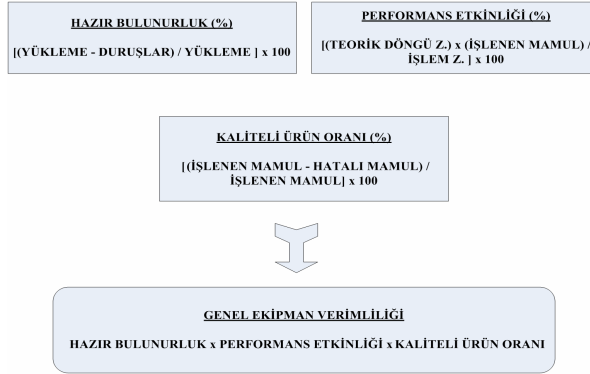 HAZIR BULUNURLUK (%)
[(YÜKLEME - DURUŞLAR) / YÜKLEME ] x 100
PERFORMANS ETKİNLİĞİ (%)
[(TEORİK DÖNGÜ Z.) x (İŞLENEN MAMUL) /
İŞLEM Z. ] x 100
KALİTELİ ÜRÜN ORANI (%)
[(İŞLENEN MAMUL - HATALI MAMUL) /
İŞLENEN MAMUL] x 100
GENEL EKİPMAN VERİMLİLİĞİ
HAZIR BULUNURLUK x PERFORMANS ETKİNLİĞİ x KALİTELİ ÜRÜN ORANI